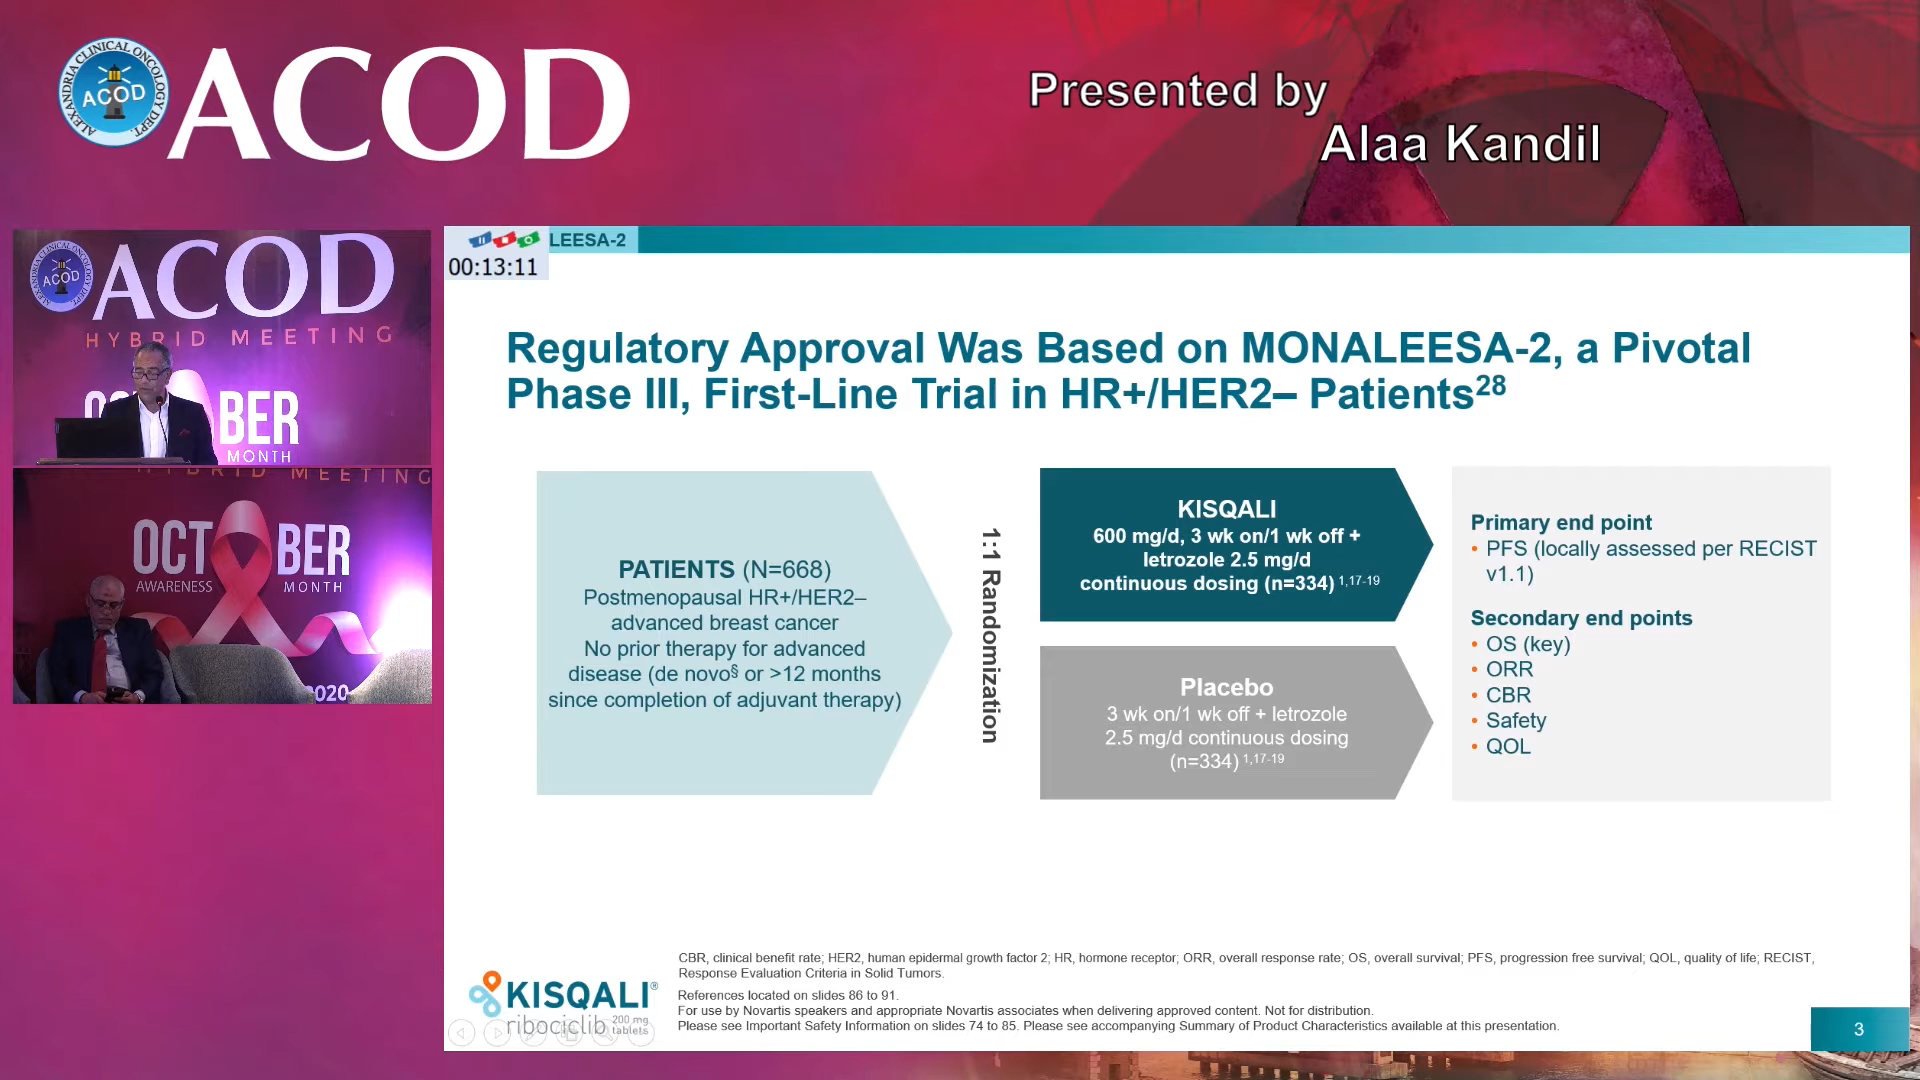 ALEXANDRIA CLINICAL ONCOLOGY DEPT.
ACOD
ACOD
Presented by
Alaa Kandil
ACOD
ACOD
HYBRID MEETING
OCT BER
MONTH
HYBRID MEETING
OCT BER
AWARENESS MONTH
2020
LEESA-2
00:13:11
Regulatory Approval Was Based on MONALEESA-2, a Pivotal
Phase III, First-Line Trial in HR+/HER2– Patients28
PATIENTS (N=668)
Postmenopausal HR+/HER2–
advanced breast cancer
No prior therapy for advanced
disease (de novo§ or >12 months
since completion of adjuvant therapy)
1:1 Randomization
KISQALI
600 mg/d, 3 wk on/1 wk off +
letrozole 2.5 mg/d
continuous dosing (n=334) 1,17-19
Placebo
3 wk on/1 wk off + letrozole
2.5 mg/d continuous dosing
(n=334) 1,17-19
Primary end point
• PFS (locally assessed per RECIST
v1.1)
Secondary end points
• OS (key)
• ORR
• CBR
• Safety
• QOL
CBR, clinical benefit rate; HER2, human epidermal growth factor 2; HR, hormone receptor; ORR, overall response rate; OS, overall survival; PFS, progression free survival; QOL, quality of life; RECIST,
Response Evaluation Criteria in Solid Tumors.
References located on slides 86 to 91.
For use by Novartis speakers and appropriate Novartis associates when delivering approved content. Not for distribution.
Please see Important Safety Information on slides 74 to 85. Please see accompanying Summary of Product Characteristics available at this presentation.
KISQALI®
ribociclib 200 mg
tablets
3